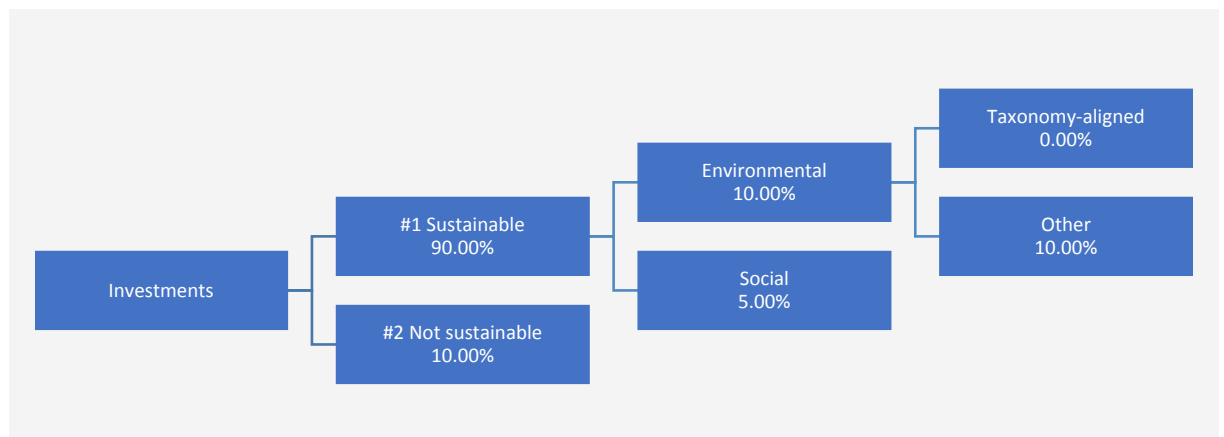 Investments
#1 Sustainable
90.00%
#2 Not sustainable
10.00%
Environmental
10.00%
Social
5.00%
Taxonomy-aligned
0.00%
Other
10.00%